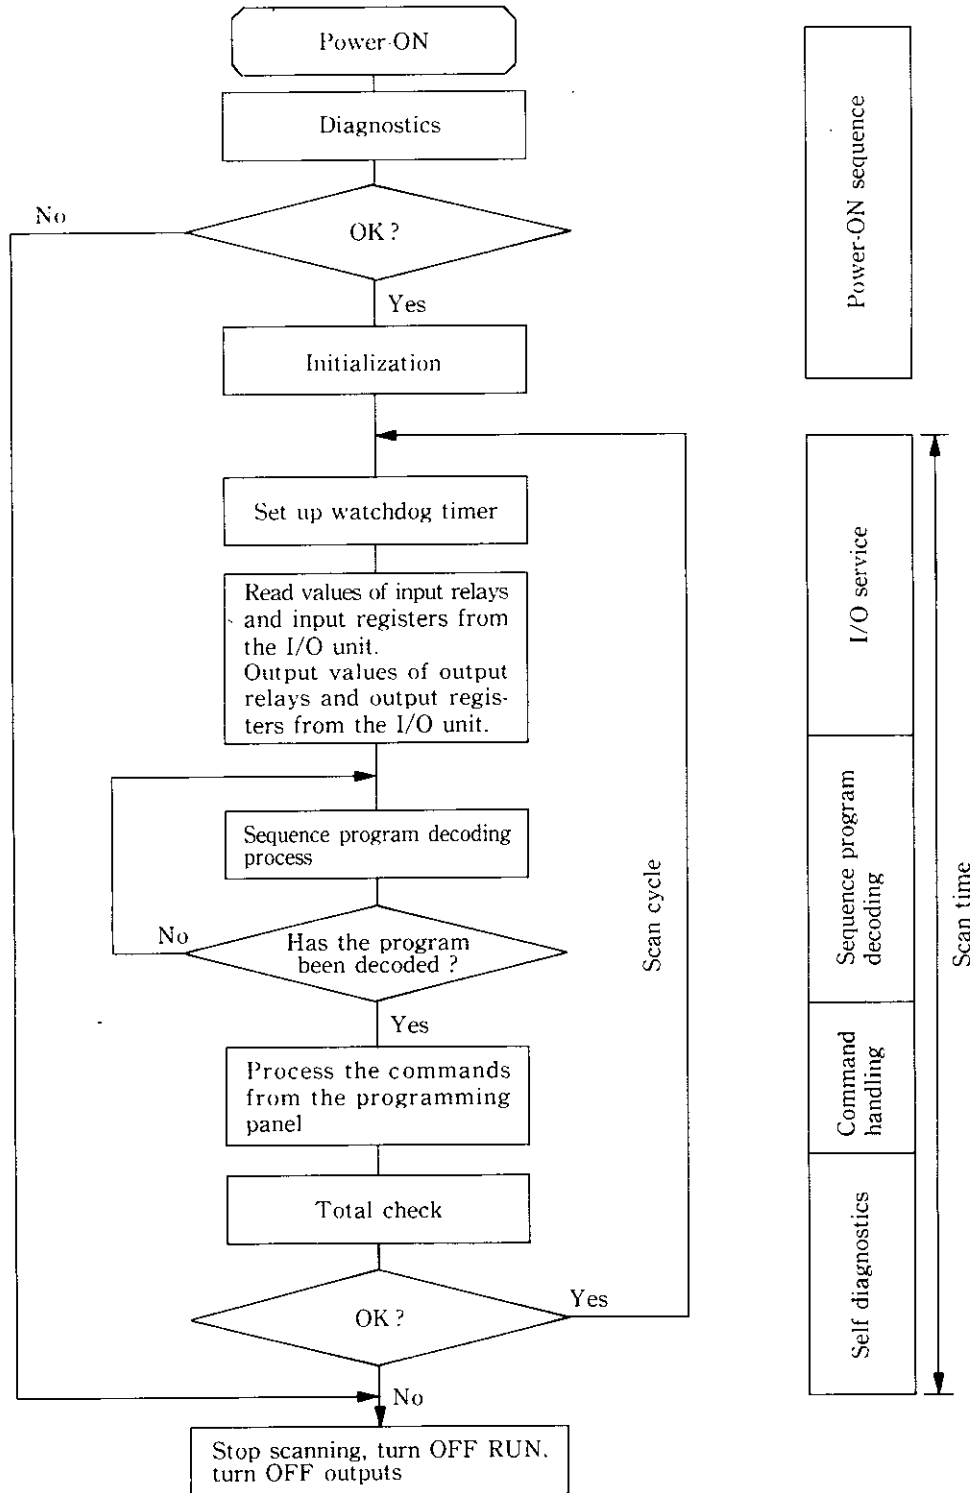 Power-ON
Diagnostics
No
OK?
Yes
Initialization
Set up watchdog timer
Read values of input relays
and input registers from
the I/O unit.
Output values of output
relays and output regis-
ters from the I/O unit.
Sequence program decoding
process
No
Has the program
been decoded?
Yes
Process the commands
from the programming
panel
Total check
OK?
Yes
No
Stop scanning, turn OFF RUN.
turn OFF outputs
Scan cycle
Power-ON sequence
I/O service
Sequence program
decoding
Command
handling
Self diagnostics
Scan time